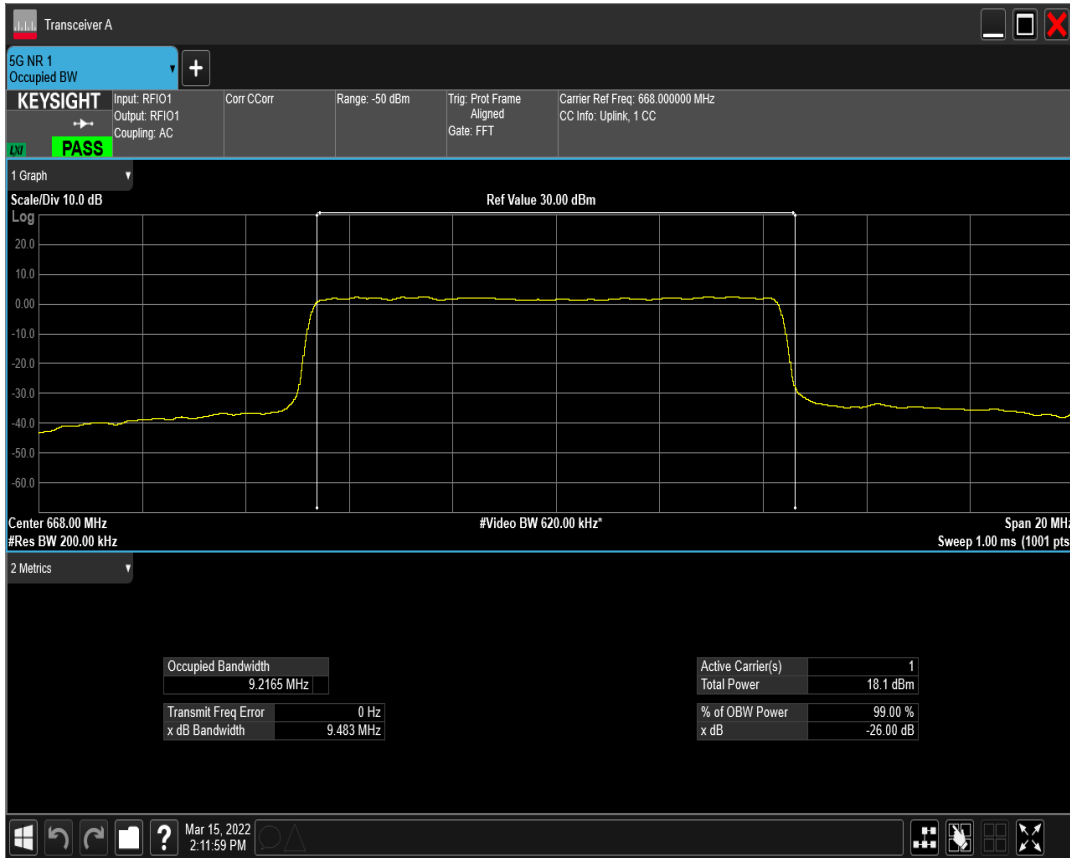 Transceiver A
5G NR 1
Occupied BW
KEYSIGHT
LXI
PASS
Input: RFIO1
Output: RFIO1
Coupling: AC
Corr CCorr
Range: -50 dBm
Trig: Prot Frame
Aligned
Gate: FFT
Carrier Ref Freq: 668.000000 MHz
CC Info: Uplink, 1 CC
1 Graph
Scale/Div 10.0 dB
Ref Value 30.00 dBm
Log
20.0
10.0
0.00
-10.0
-20.0
-30.0
-40.0
-50.0
-60.0
Center 668.00 MHz
#Video BW 620.00 kHz*
Span 20 MHz
#Res BW 200.00 kHz
Sweep 1.00 ms (1001 pts
2 Metrics
Occupied Bandwidth
9.2165 MHz
Transmit Freq Error 0 Hz
x dB Bandwidth 9.483 MHz
Active Carrier(s) 1
Total Power 18.1 dBm
% of OBW Power 99.00 %
x dB -26.00 dB
Mar 15, 2022
2:11:59 PM